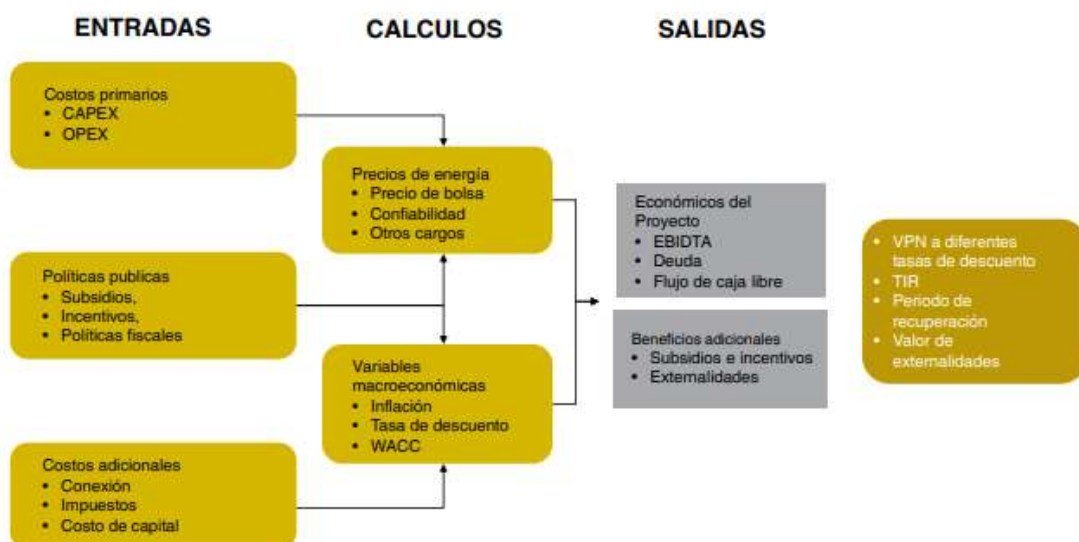 ENTRADAS
CALCULOS
SALIDAS
Costos primarios
• CAPEX
• OPEX
Políticas publicas
• Subsidios,
• Incentivos,
• Políticas fiscales
Costos adicionales
• Conexión
• Impuestos
• Costo de capital
Precios de energía
• Precio de bolsa
• Confiabilidad
• Otros cargos
Variables
macroeconómicas
• Inflación
• Tasa de descuento
• WACC
Económicos del
Proyecto
• EBIDTA
• Deuda
• Flujo de caja libre
Beneficios adicionales
• Subsidios e incentivos
• Externalidades
• VPN a diferentes
tasas de descuento
• TIR
• Periodo de
recuperación
• Valor de
externalidades